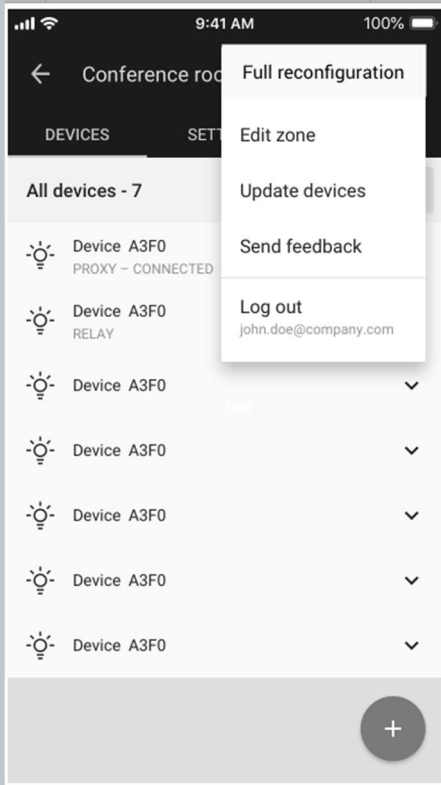 9:41 AM
100%
Conference roo
Full reconfiguration
DEVICES
SETT
Edit zone
Update devices
Send feedback
Log out
john.doe@company.com
All devices - 7
Device A3F0
PROXY – CONNECTED
Device A3F0
RELAY
Device A3F0
Device A3F0
Device A3F0
Device A3F0
Device A3F0